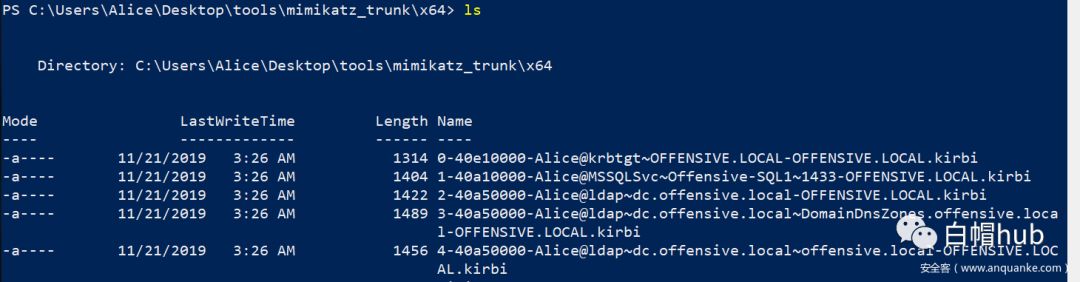 PS C:\Users\Alice\Desktop\tools\mimikatz_trunk\x64> ls
Directory: C:\Users\Alice\Desktop\tools\mimikatz_trunk\x64
Mode LastWriteTime Length Name
---- ------------- ------ ----
-a---- 11/21/2019 3:26 AM 1314 0-40e10000-Alice@krbtgt~OFFENSIVE.LOCAL-OFFENSIVE.LOCAL.kirbi
-a---- 11/21/2019 3:26 AM 1404 1-40a10000-Alice@MSSQLSvc~Offensive-SQL1~1433-OFFENSIVE.LOCAL.kirbi
-a---- 11/21/2019 3:26 AM 1422 2-40a50000-Alice@ldap~dc.offensive.local-OFFENSIVE.LOCAL.kirbi
-a---- 11/21/2019 3:26 AM 1489 3-40a50000-Alice@ldap~dc.offensive.local~DomainDnsZones.offensive.loca
l-OFFENSIVE.LOCAL.kirbi
-a---- 11/21/2019 3:26 AM 1456 4-40a50000-Alice@ldap~dc.offensive.local~offensive.local-OFFENSIVE.LOC
AL.kirbi
白帽hub
安全客（www.anquanke.com）